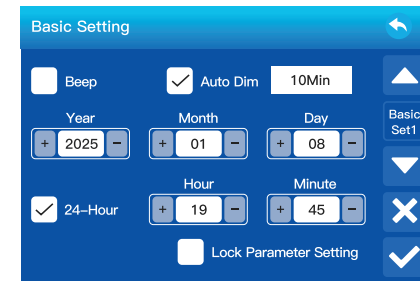 Basic Setting
Beep
Auto Dim
10Min
Year
Month
Day
Basic
Set1
+ 2025 −
+ 01 −
+ 08 −
Hour
Minute
24-Hour
+ 19 −
+ 45 −
Lock Parameter Setting